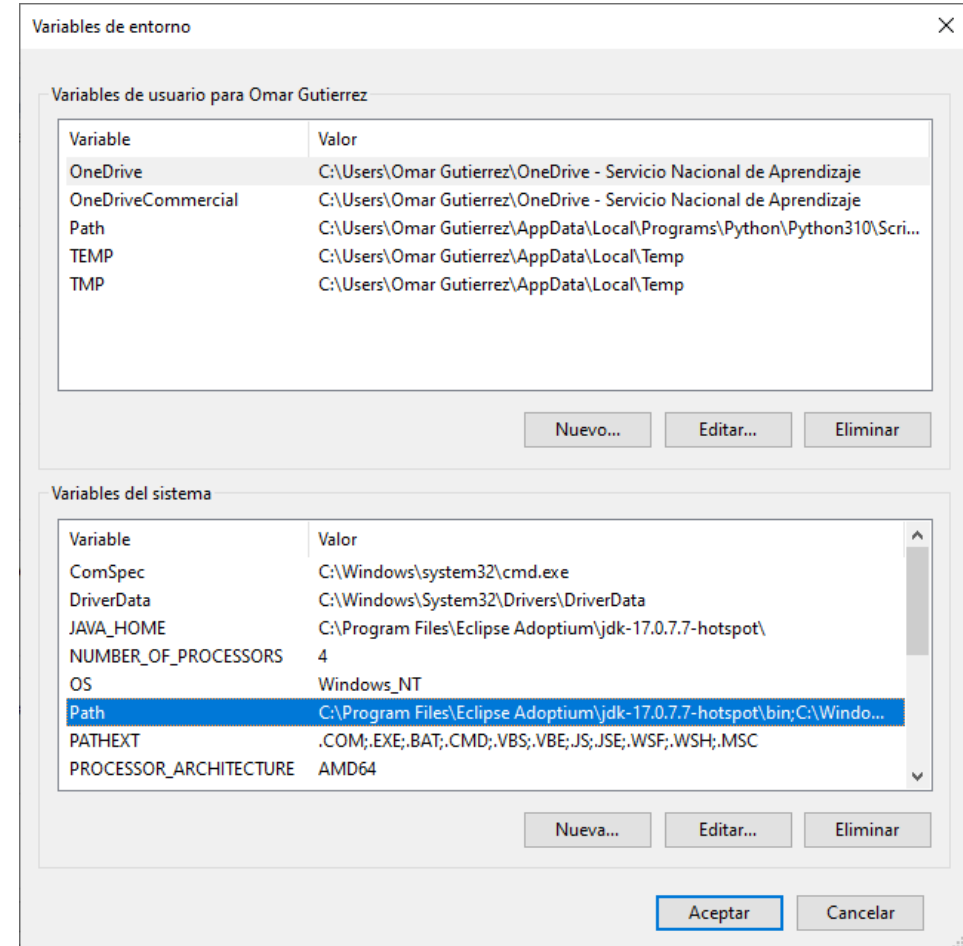 Variables de entorno
Variables de usuario para Omar Gutierrez
Variable Valor
OneDrive C:\Users\Omar Gutierrez\OneDrive - Servicio Nacional de Aprendizaje
OneDriveCommercial C:\Users\Omar Gutierrez\OneDrive - Servicio Nacional de Aprendizaje
Path C:\Users\Omar Gutierrez\AppData\Local\Programs\Python\Python310\Scri...
TEMP C:\Users\Omar Gutierrez\AppData\Local\Temp
TMP C:\Users\Omar Gutierrez\AppData\Local\Temp
Nuevo... Editar... Eliminar
Variables del sistema
Variable Valor
ComSpec C:\Windows\system32\cmd.exe
DriverData C:\Windows\System32\Drivers\DriverData
JAVA_HOME C:\Program Files\Eclipse Adoptium\jdk-17.0.7.7-hotspot\
NUMBER_OF_PROCESSORS 4
OS Windows_NT
Path C:\Program Files\Eclipse Adoptium\jdk-17.0.7.7-hotspot\bin;C:\Windo...
PATHEXT .COM;.EXE;.BAT;.CMD;.VBS;.VBE;.JS;.JSE;.WSF;.WSH;.MSC
PROCESSOR_ARCHITECTURE AMD64
Nueva... Editar... Eliminar
Aceptar Cancelar